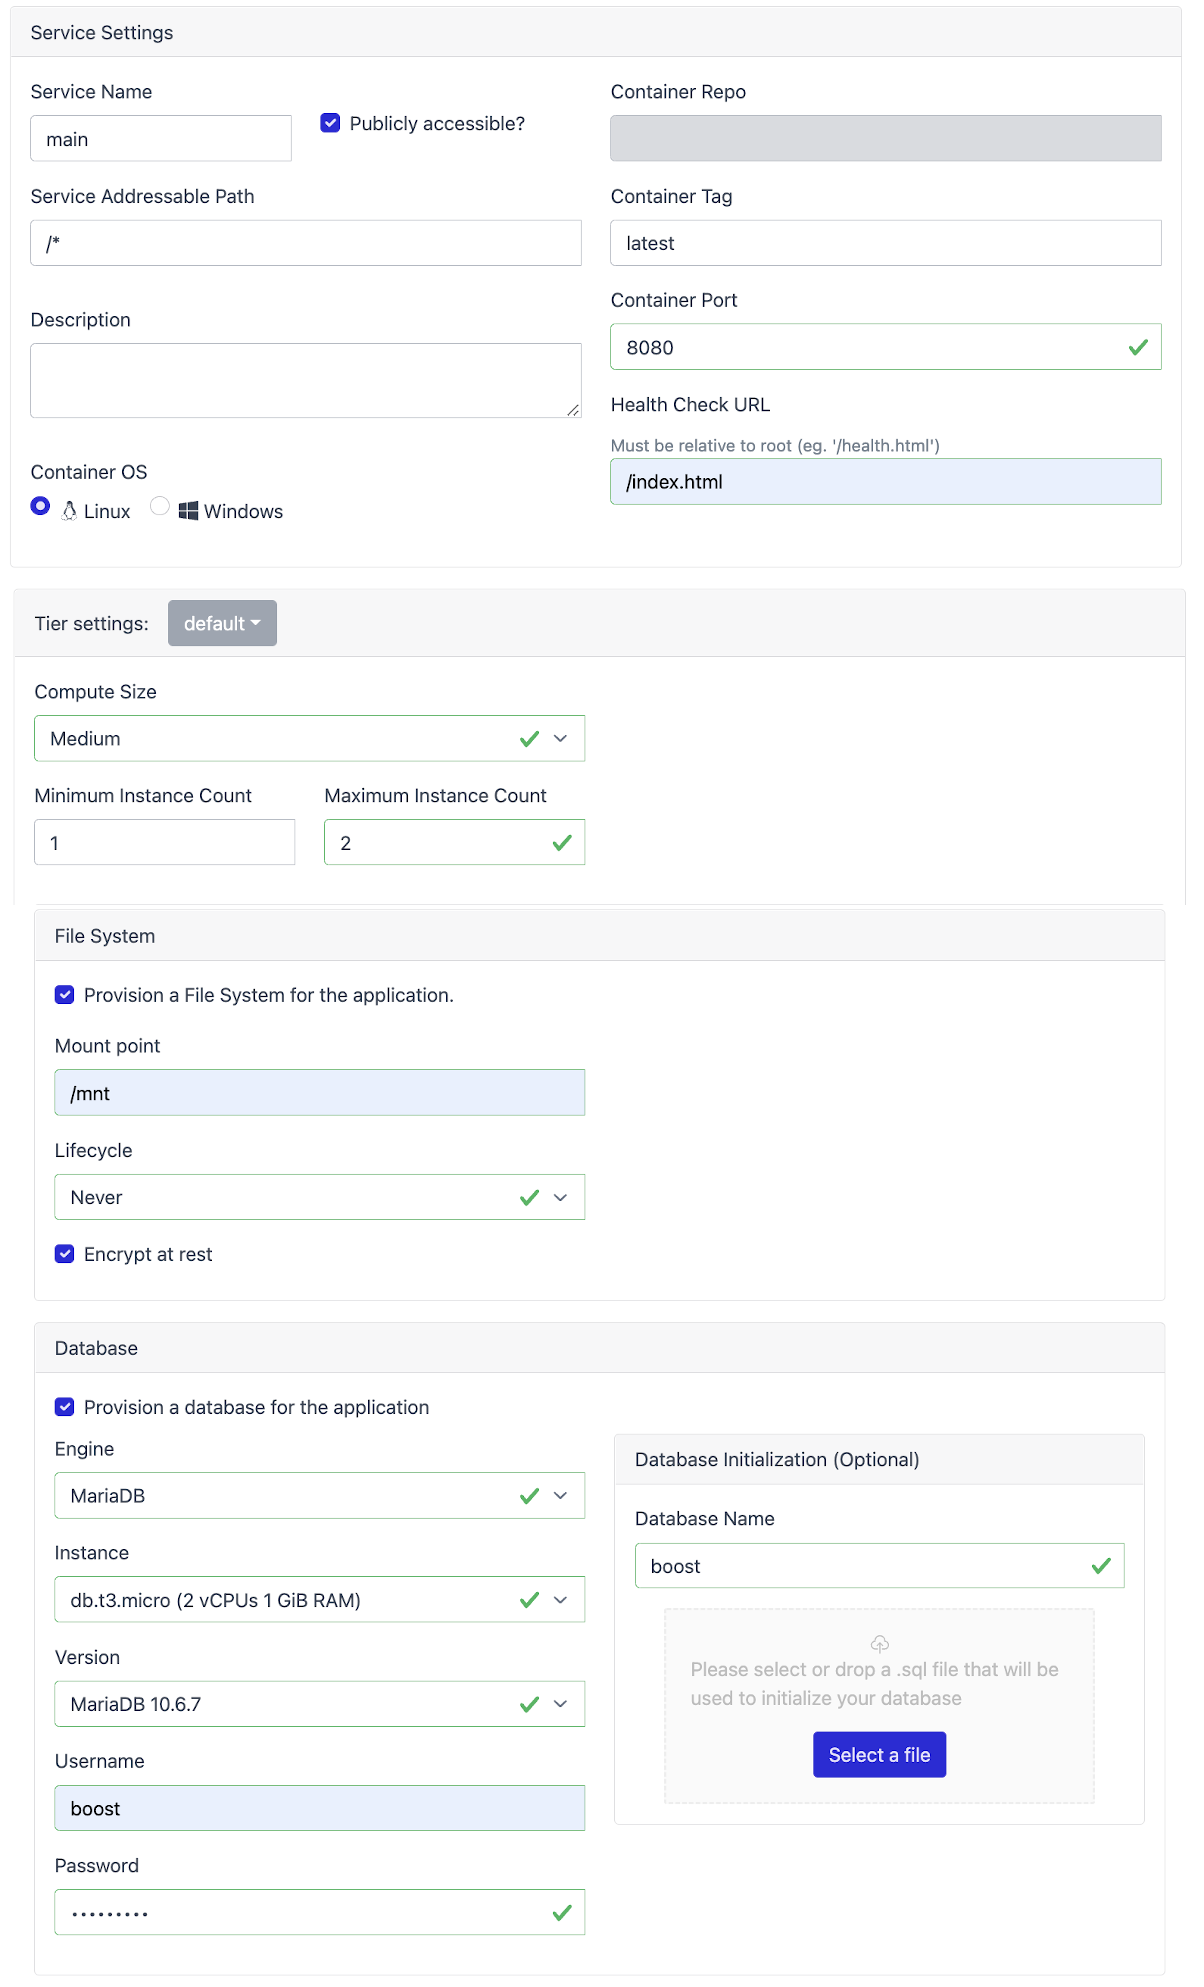 Service Settings
Service Name
main
Publicly accessible?
Service Addressable Path
/*
Description
Container OS
Linux
Windows
Container Repo
Container Tag
latest
Container Port
8080
Health Check URL
Must be relative to root (eg. '/health.html')
/index.html
Tier settings:
default
Compute Size
Medium
Minimum Instance Count
1
Maximum Instance Count
2
File System
Provision a File System for the application.
Mount point
/mnt
Lifecycle
Never
Encrypt at rest
Database
Provision a database for the application
Engine
MariaDB
Instance
db.t3.micro (2 vCPUs 1 GiB RAM)
Version
MariaDB 10.6.7
Username
boost
Password
•••••••••
Database Initialization (Optional)
Database Name
boost
Please select or drop a .sql file that will be
used to initialize your database
Select a file